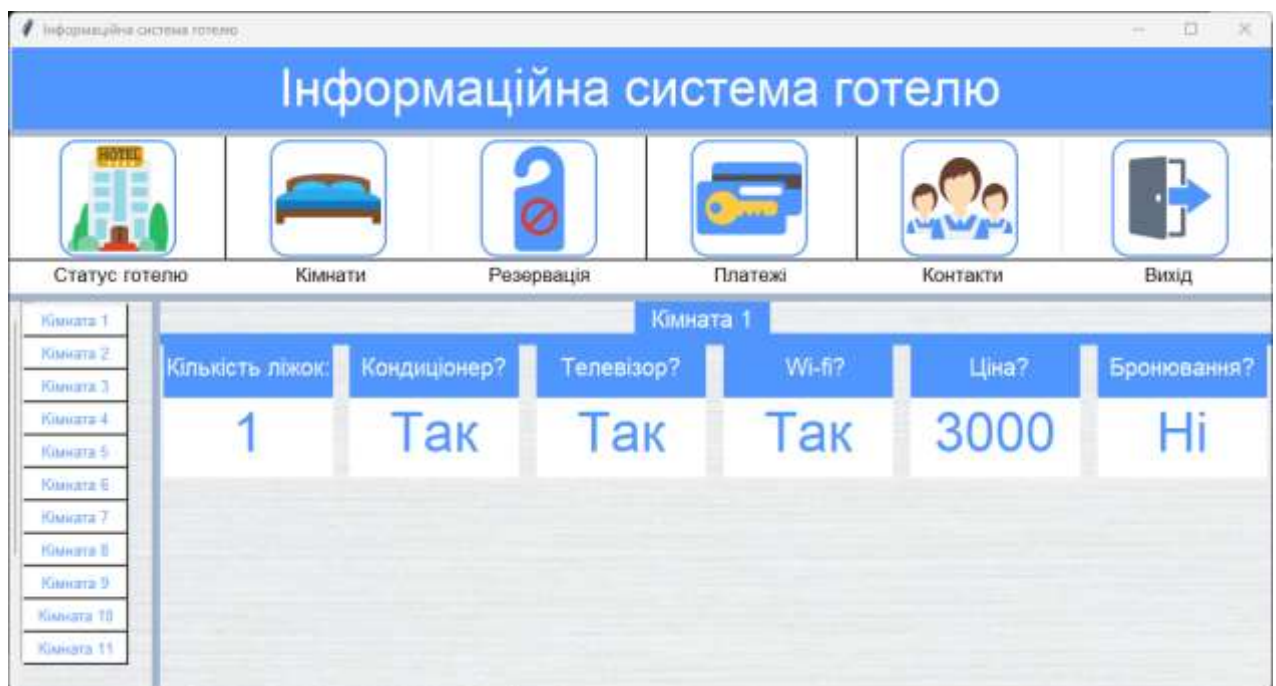 Інформаційна система готелю
Інформаційна система готелю
HOTEL
Статус готелю Кімнати Резервація Платежі Контакти Вихід
Кімната 1
Кімната 2
Кімната 3
Кімната 4
Кімната 5
Кімната 6
Кімната 7
Кімната 8
Кімната 9
Кімната 10
Кімната 11
Кімната 1
Кількість ліжок: Кондиціонер? Телевізор? Wi-fi? Ціна? Бронювання?
1 Так Так Так 3000 Ні